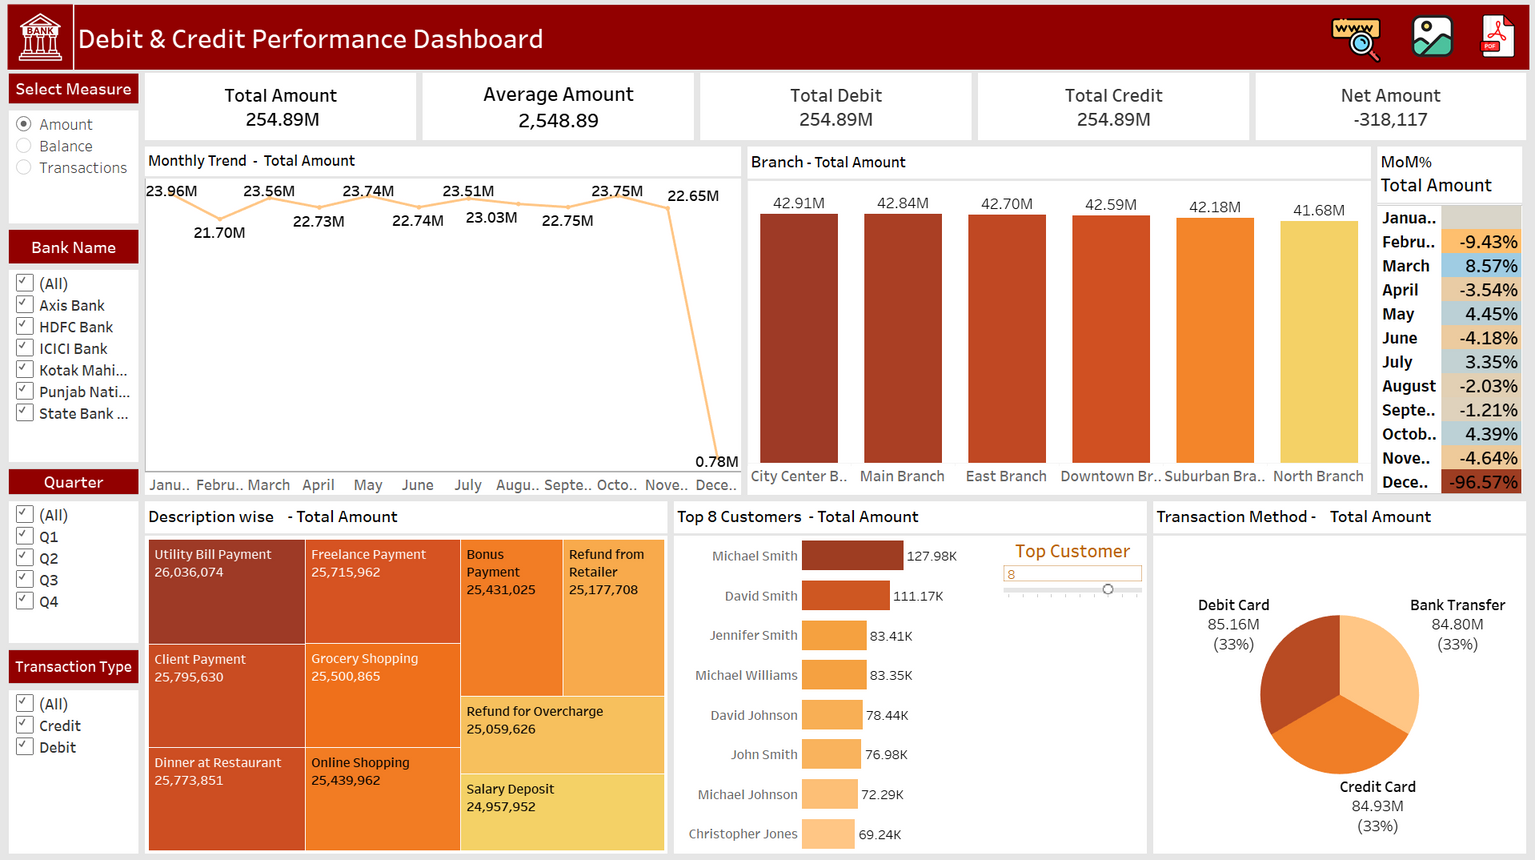 BANK
Debit & Credit Performance Dashboard
WWW
PDF
Select Measure
Amount
Balance
Transactions
Total Amount
254.89M
Average Amount
2,548.89
Total Debit
254.89M
Total Credit
254.89M
Net Amount
-318,117
Bank Name
(All)
Axis Bank
HDFC Bank
ICICI Bank
Kotak Mahi...
Punjab Nati...
State Bank ...
Quarter
(All)
Q1
Q2
Q3
Q4
Transaction Type
(All)
Credit
Debit
Monthly Trend - Total Amount
23.96M 23.56M 23.74M 23.51M 23.75M 22.65M
21.70M 22.73M 22.74M 23.03M 22.75M
0.78M
Janu.. Febru.. March April May June July Augu.. Septe.. Octo.. Nove.. Dece..
Branch - Total Amount
42.91M 42.84M 42.70M 42.59M 42.18M 41.68M
City Center B.. Main Branch East Branch Downtown Br.. Suburban Bra.. North Branch
MoM%
Total Amount
Janua..
Febru.. -9.43%
March 8.57%
April -3.54%
May 4.45%
June -4.18%
July 3.35%
August -2.03%
Septe.. -1.21%
Octob.. 4.39%
Nove.. -4.64%
Dece.. -96.57%
Description wise - Total Amount
Utility Bill Payment
26,036,074
Client Payment
25,795,630
Dinner at Restaurant
25,773,851
Freelance Payment
25,715,962
Grocery Shopping
25,500,865
Online Shopping
25,439,962
Bonus
Payment
25,431,025
Refund from
Retailer
25,177,708
Refund for Overcharge
25,059,626
Salary Deposit
24,957,952
Top 8 Customers - Total Amount
Michael Smith 127.98K
David Smith 111.17K
Jennifer Smith 83.41K
Michael Williams 83.35K
David Johnson 78.44K
John Smith 76.98K
Michael Johnson 72.29K
Christopher Jones 69.24K
Top Customer
8
Transaction Method - Total Amount
Debit Card
85.16M
(33%)
Bank Transfer
84.80M
(33%)
Credit Card
84.93M
(33%)